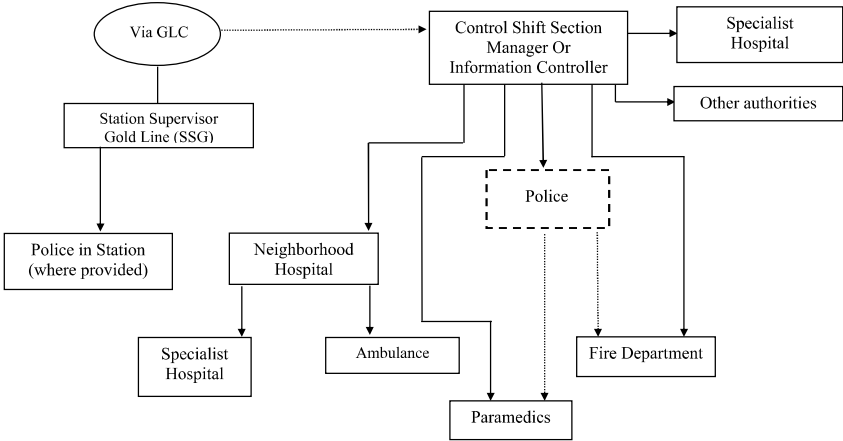 Via GLC
Control Shift Section
Manager Or
Information Controller
Specialist
Hospital
Other authorities
Station Supervisor
Gold Line (SSG)
Police
Police in Station
(where provided)
Neighborhood
Hospital
Specialist
Hospital
Ambulance
Fire Department
Paramedics